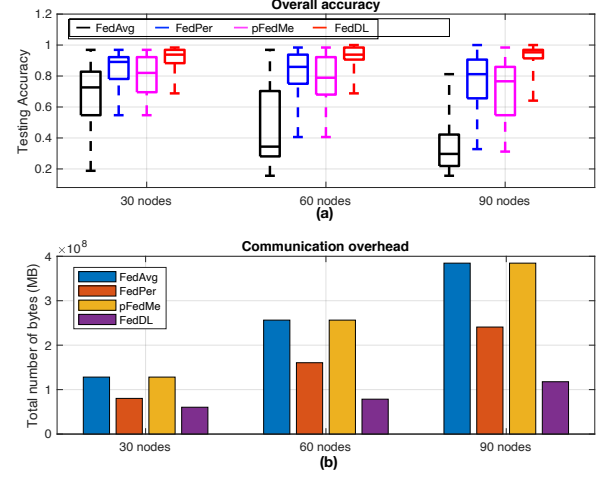 Overall accuracy
FedAvg FedPer pFedMe FedDL
Testing Accuracy
1.2
1
0.8
0.6
0.4
0.2
30 nodes 60 nodes 90 nodes
(a)
Communication overhead
×10^8
FedAvg
FedPer
pFedMe
FedDL
Total number of bytes (MB)
4
3
2
1
0
30 nodes 60 nodes 90 nodes
(b)